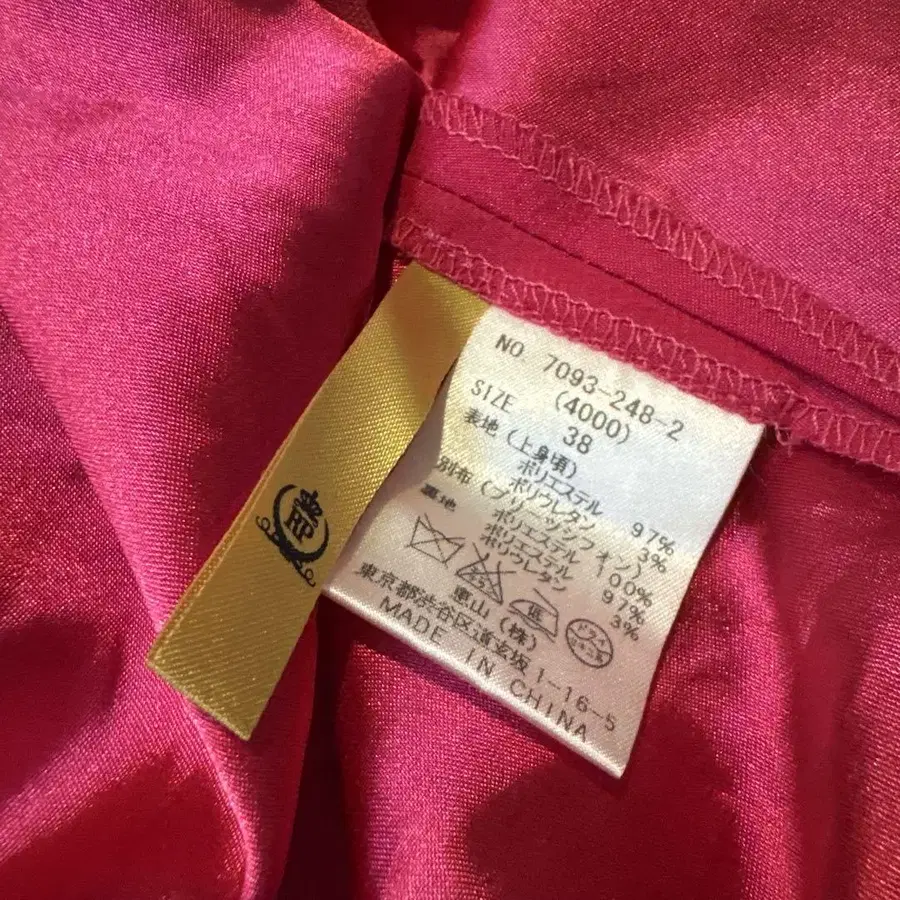 RP
NO 7093-248-2
(4000)
SIZE 38
表地(上身頃)
ポリエステル 97%
ポリウレタン 3%
別布(プリーツシフォン)
ポリエステル 100%
裏地 ポリエステル 97%
ポリウレタン 3%
恵山(株)
東京都渋谷区道玄坂1-16-5
MADE IN CHINA